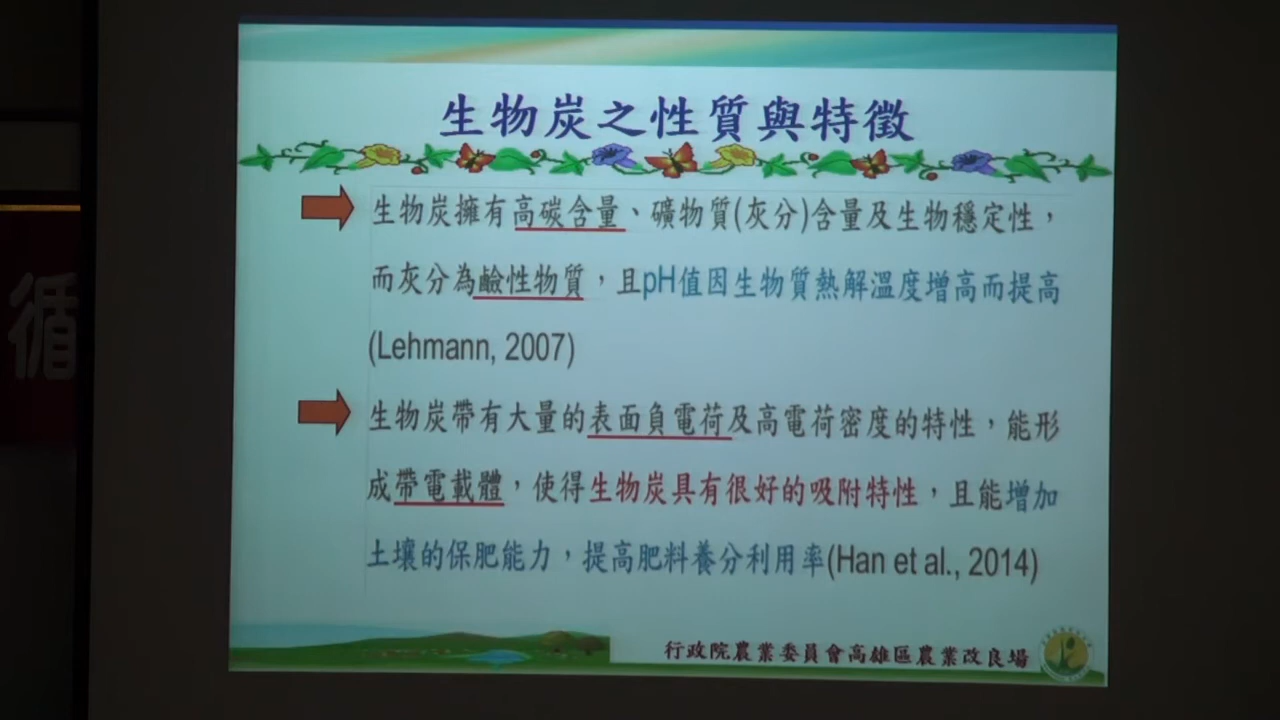 生物炭之性質與特徵
生物炭擁有高碳含量、礦物質(灰分)含量及生物穩定性，
而灰分為鹼性物質，且pH值因生物質熱解溫度增高而提高
(Lehmann, 2007)
生物炭帶有大量的表面負電荷及高電荷密度的特性，能形
成帶電載體，使得生物炭具有很好的吸附特性，且能增加
土壤的保肥能力，提高肥料養分利用率(Han et al., 2014)
行政院農業委員會高雄區農業改良場
循